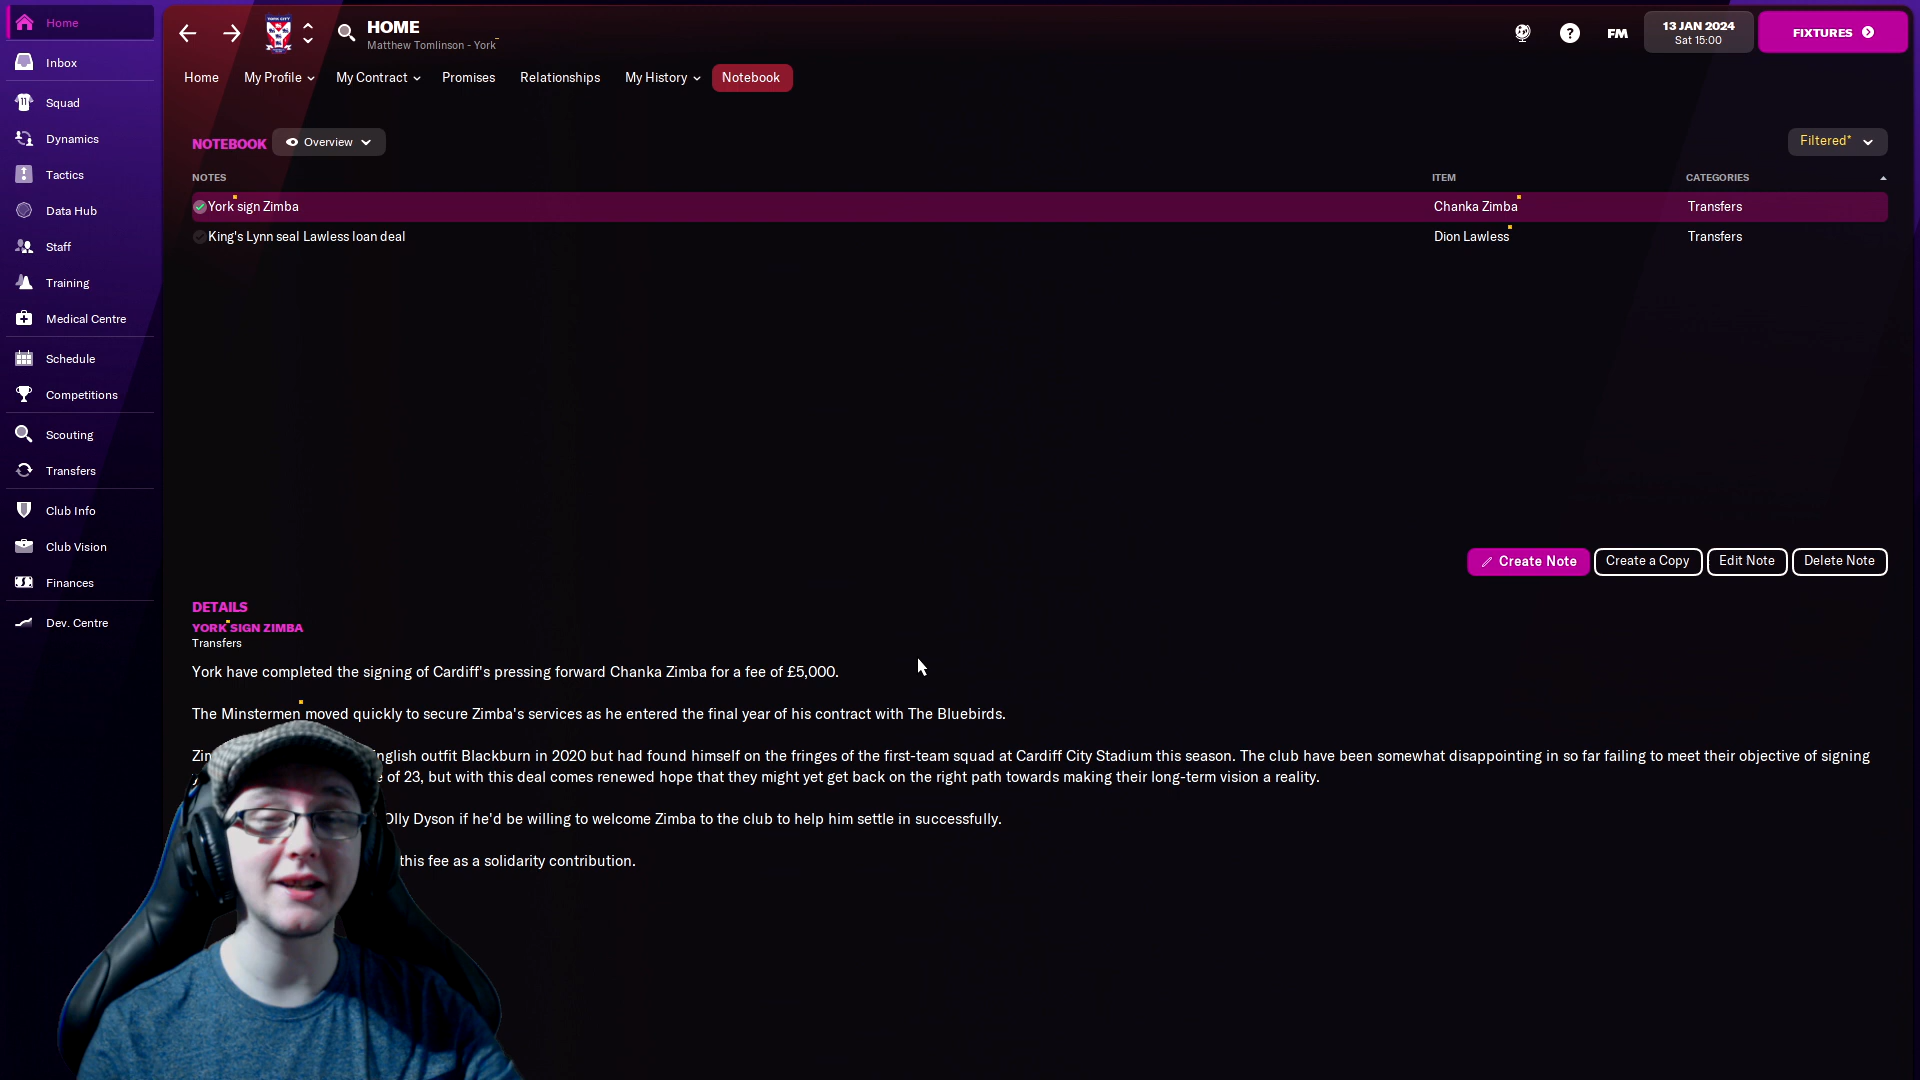 Home
Inbox
Squad
Dynamics
Tactics
Data Hub
Staff
Training
Medical Centre
Schedule
Competitions
Scouting
Transfers
Club Info
Club Vision
Finances
Dev. Centre
HOME
Matthew Tomlinson - York
FM
13 JAN 2024
Sat 15:00
FIXTURES
Home My Profile My Contract Promises Relationships My History Notebook
NOTEBOOK Overview Filtered*
NOTES ITEM CATEGORIES
York sign Zimba Chanka Zimba Transfers
King's Lynn seal Lawless loan deal Dion Lawless Transfers
Create Note Create a Copy Edit Note Delete Note
DETAILS
YORK SIGN ZIMBA
Transfers
York have completed the signing of Cardiff's pressing forward Chanka Zimba for a fee of £5,000.
The Minstermen moved quickly to secure Zimba's services as he entered the final year of his contract with The Bluebirds.
outfit Blackburn in 2020 but had found himself on the fringes of the first-team squad at Cardiff City Stadium this season. The club have been somewhat disappointing in so far failing to meet their objective of signing
of 23, but with this deal comes renewed hope that they might yet get back on the right path towards making their long-term vision a reality.
Olly Dyson if he'd be willing to welcome Zimba to the club to help him settle in successfully.
this fee as a solidarity contribution.